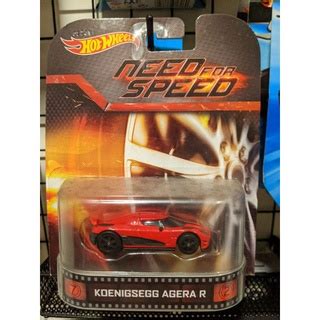 Hot Wheels
NEED FOR
SPEED
KOENIGSEGG AGERA R